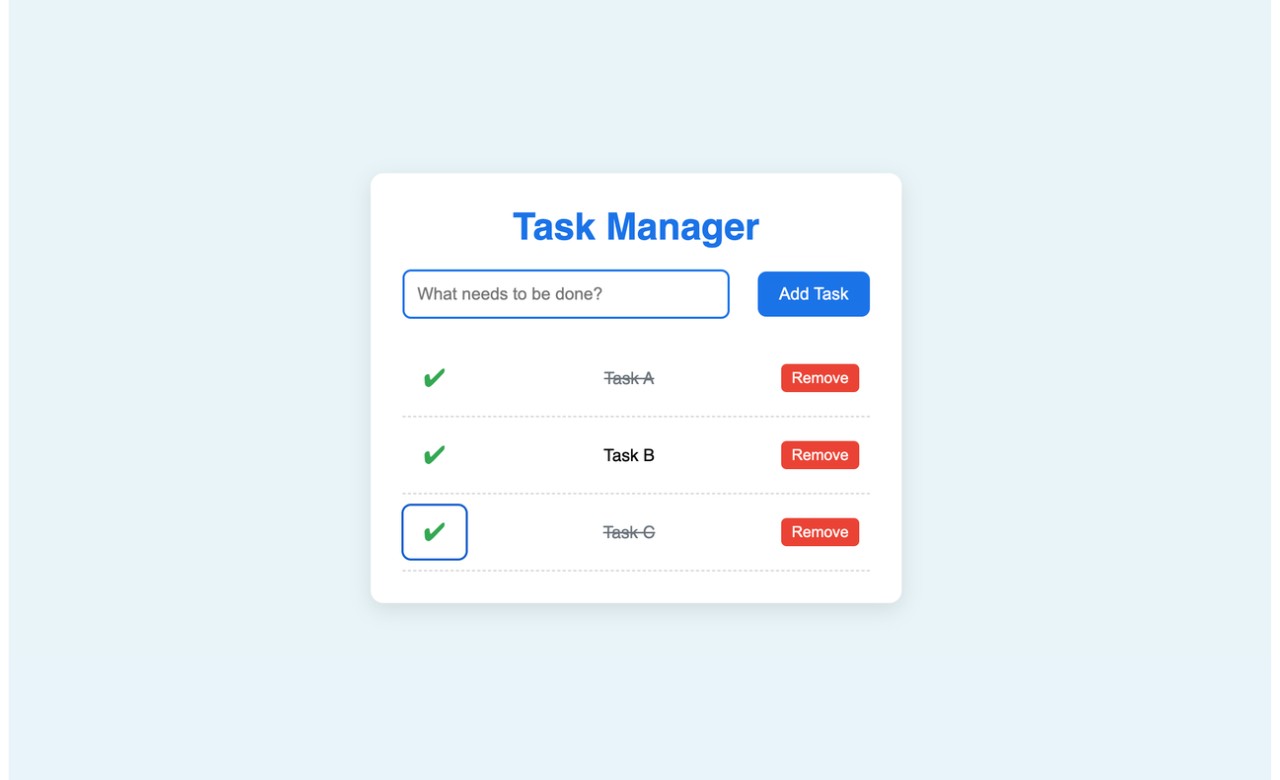 Task Manager
What needs to be done?
Add Task
✔ Task A Remove
✔ Task B Remove
✔ Task C Remove